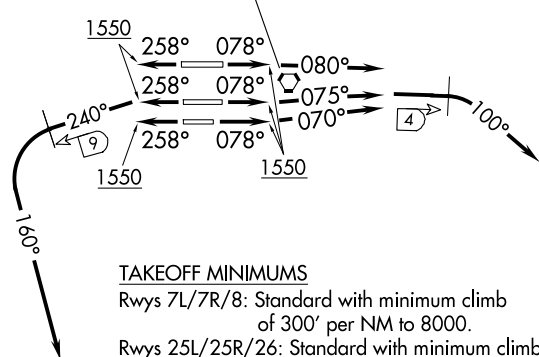 1550
258° 078° 080°
258° 078° 075°
240° 070°
258° 078°
9
4
100°
1550
1550
160°
TAKEOFF MINIMUMS
Rwys 7L/7R/8: Standard with minimum climb
of 300' per NM to 8000.
Rwys 25L/25R/26: Standard with minimum climb